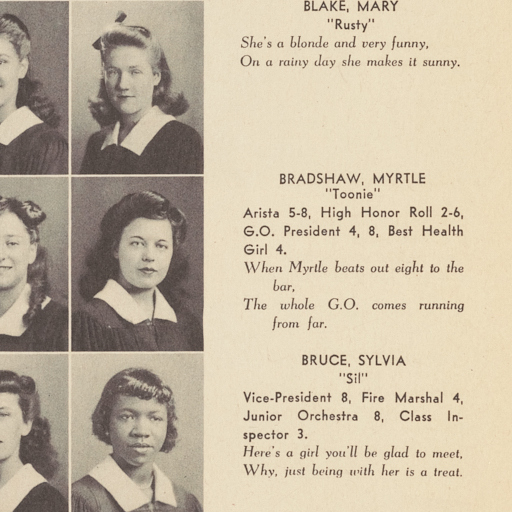 BLAKE, MARY
"Rusty"
She's a blonde and very funny,
On a rainy day she makes it sunny.
BRADSHAW, MYRTLE
"Toonie"
Arista 5-8, High Honor Roll 2-6,
G.O. President 4, 8, Best Health
Girl 4.
When Myrtle beats out eight to the
bar,
The whole G.O. comes running
from far.
BRUCE, SYLVIA
"Sil"
Vice-President 8, Fire Marshal 4,
Junior Orchestra 8, Class In-
spector 3.
Here's a girl you'll be glad to meet,
Why, just being with her is a treat.